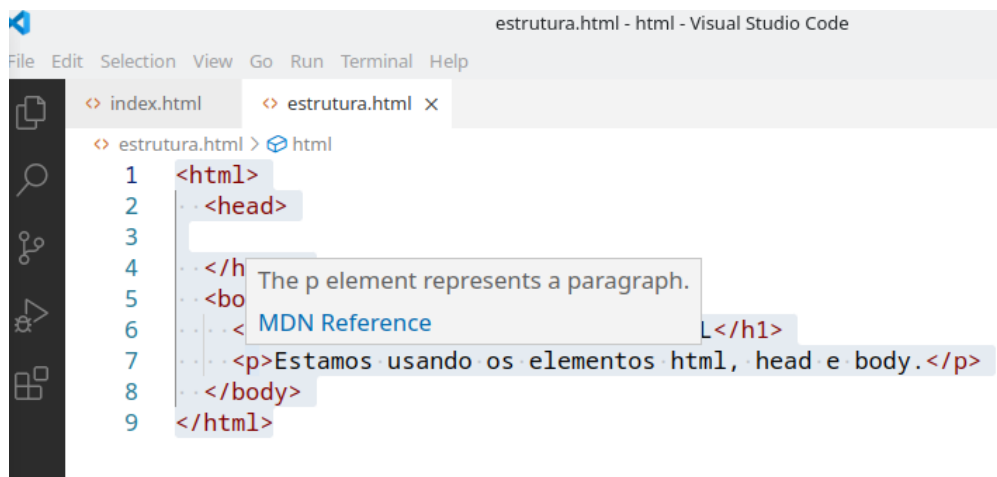 estrutura.html - html - Visual Studio Code
File Edit Selection View Go Run Terminal Help
index.html estrutura.html
estrutura.html > html
1 <html>
2 <head>
3
4 </h
The p element represents a paragraph.
5 <bo
MDN Reference
6 < L</h1>
7 <p>Estamos usando os elementos html, head e body.</p>
8 </body>
9 </html>